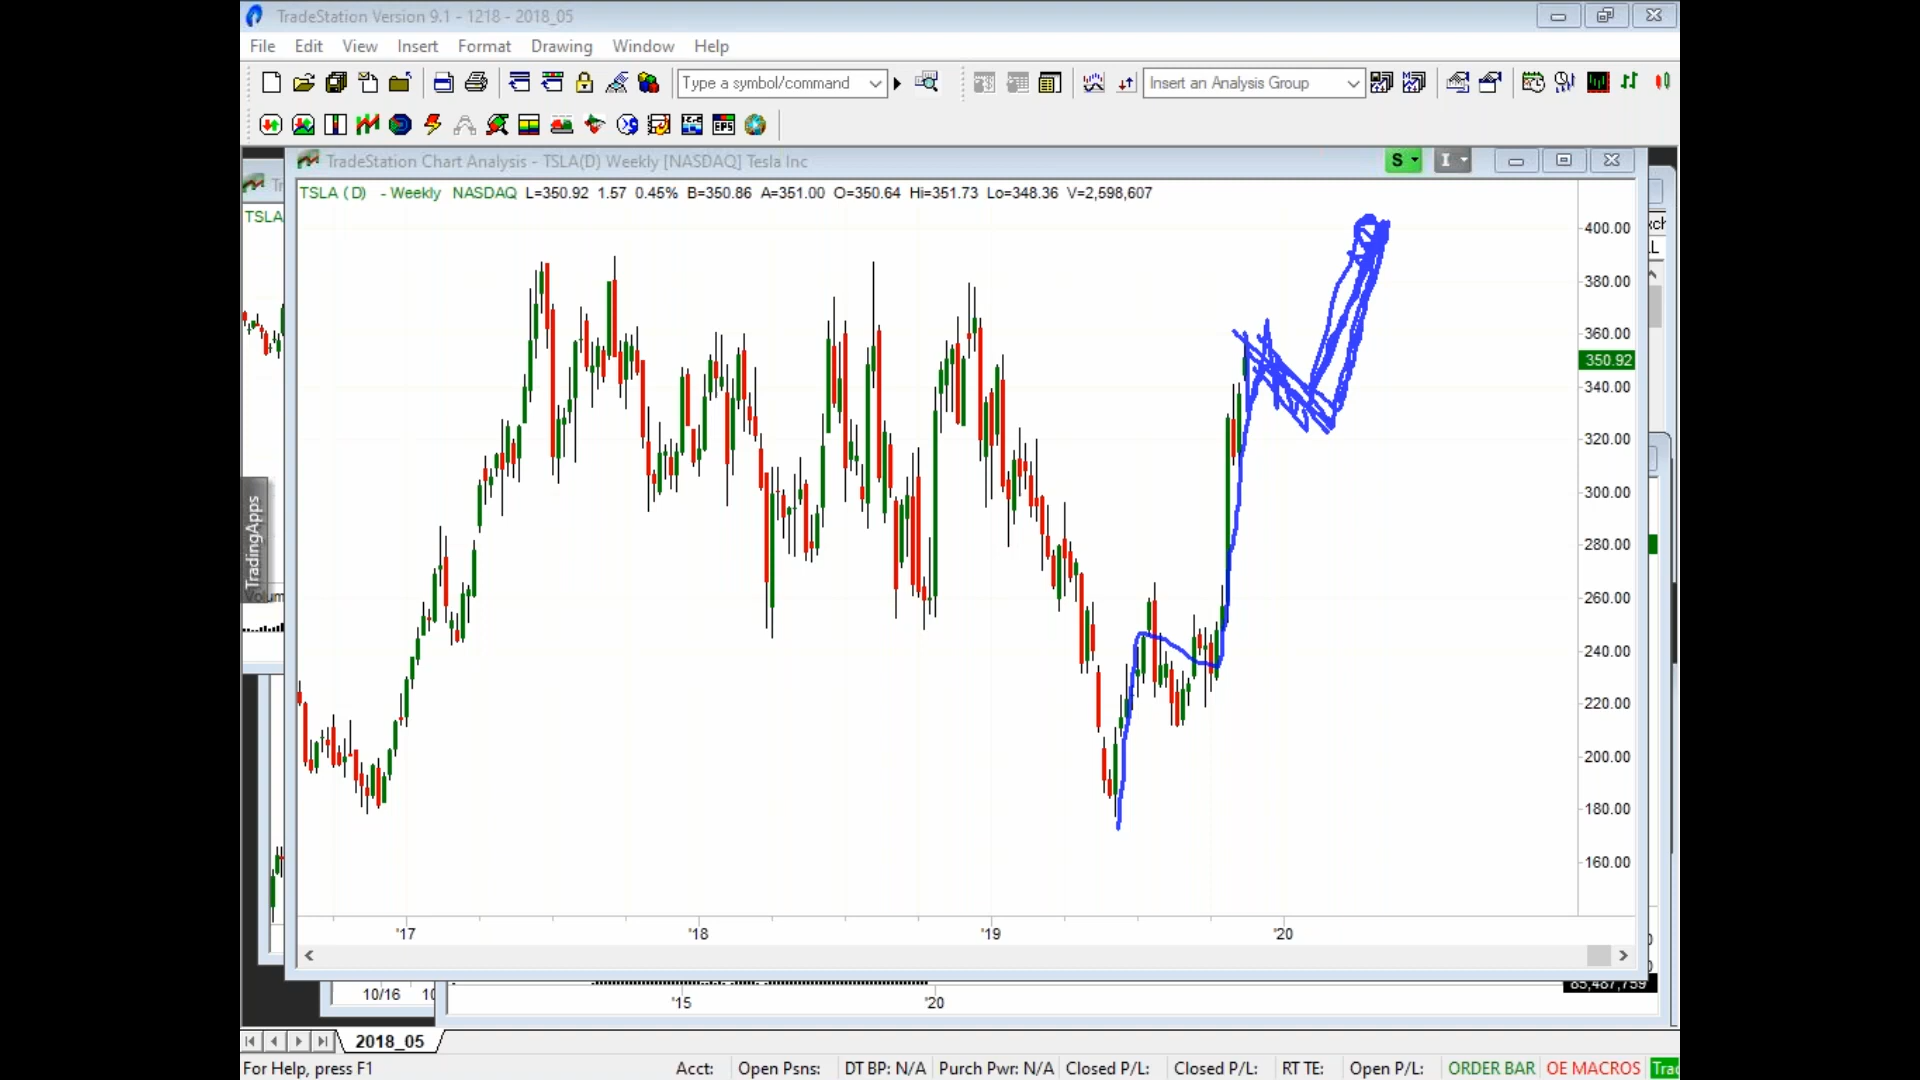 TradeStation Version 9.1 - 1218 - 2018_05
File Edit View Insert Format Drawing Window Help
Type a symbol/command
Insert an Analysis Group
EPS
TradeStation Chart Analysis - TSLA(D) Weekly [NASDAQ] Tesla Inc
S I
TSLA (D) - Weekly NASDAQ L=350.92 1.57 0.45% B=350.86 A=351.00 O=350.64 Hi=351.73 Lo=348.36 V=2,598,607
TSLA
400.00
380.00
360.00
350.92
340.00
320.00
300.00
280.00
260.00
240.00
220.00
200.00
180.00
160.00
TradingApps
'17 '18 '19 '20
10/16
'15 '20
85,487,759
2018_05
For Help, press F1 Acct: Open Psns: DT BP: N/A Purch Pwr: N/A Closed P/L: Closed P/L: RT TE: Open P/L: ORDER BAR OE MACROS